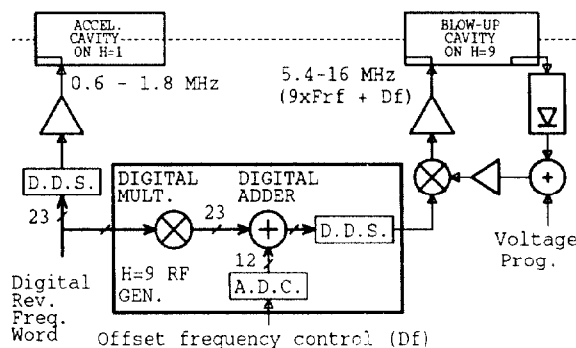 ACCEL.
CAVITY
ON H=1
BLOW-UP
CAVITY
ON H=9
0.6 - 1.8 MHz
5.4-16 MHz
(9xFrf + Df)
D.D.S.
23
DIGITAL
MULT.
DIGITAL
ADDER
23
D.D.S.
12
H=9 RF
GEN.
A.D.C.
Voltage
Prog.
Digital
Rev.
Freq.
Word
Offset frequency control (Df)